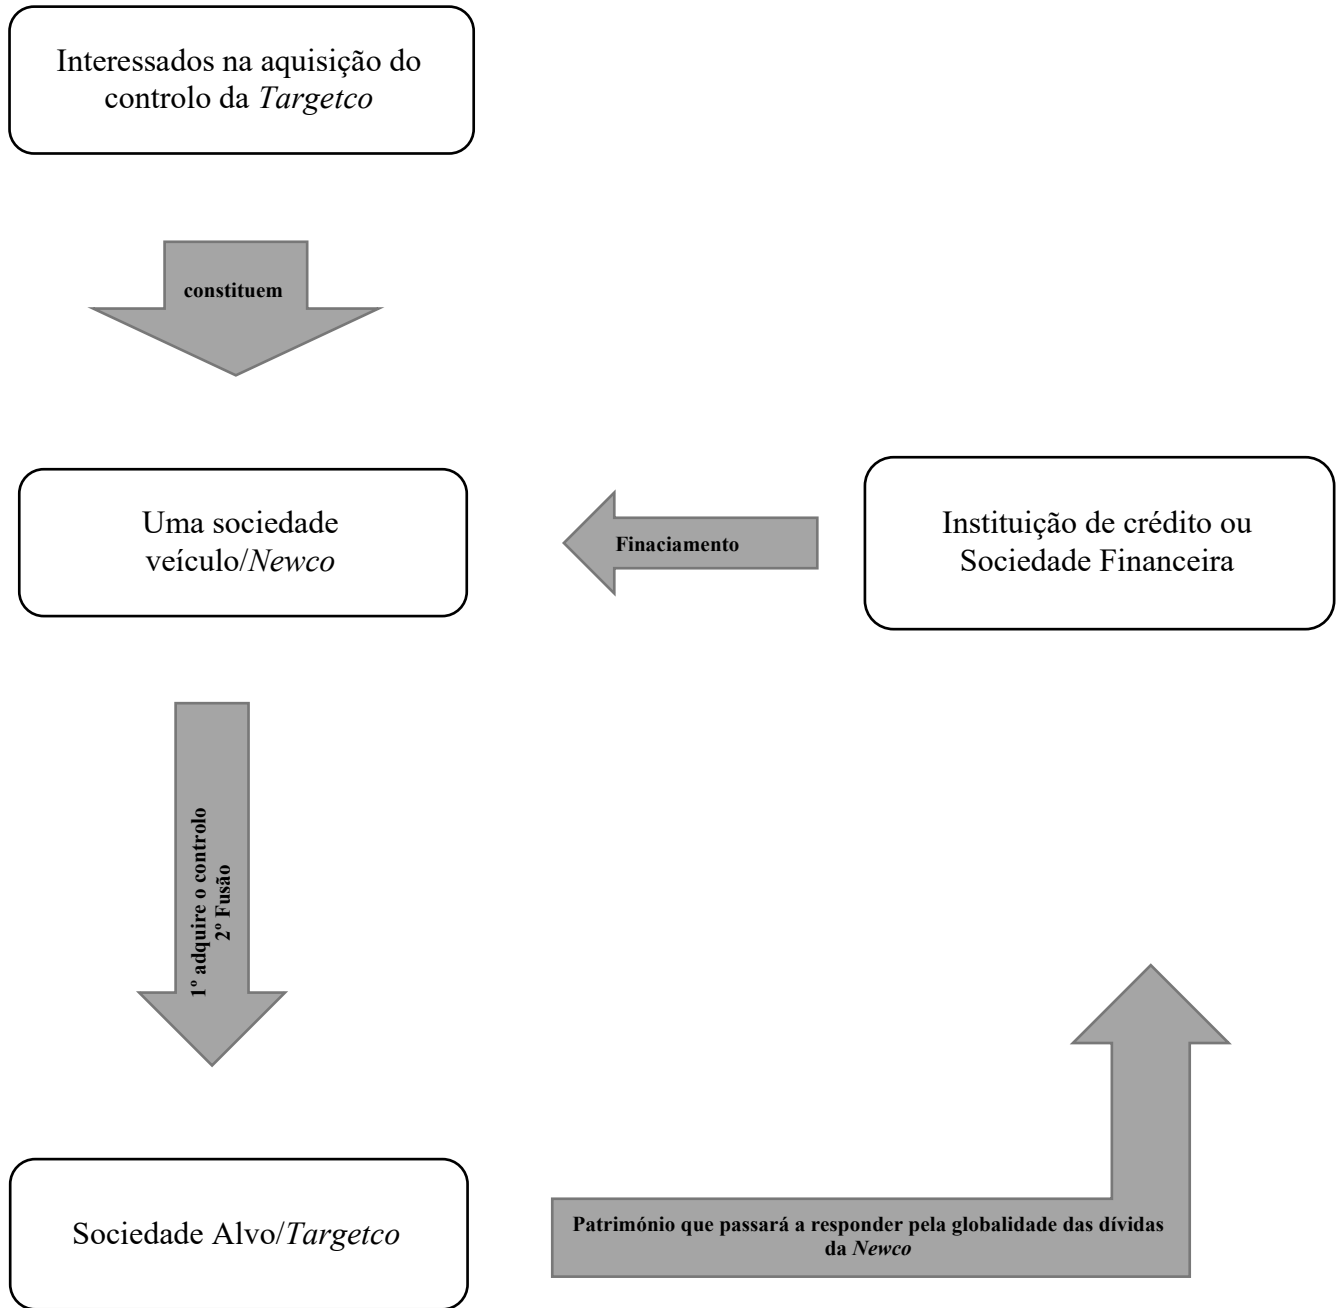 Interessados na aquisição do
controlo da Targetco
constituem
Uma sociedade
veículo/Newco
Finaciamento
Instituição de crédito ou
Sociedade Financeira
1º adquire o controlo
2º Fusão
Sociedade Alvo/Targetco
Património que passará a responder pela globalidade das dívidas
da Newco